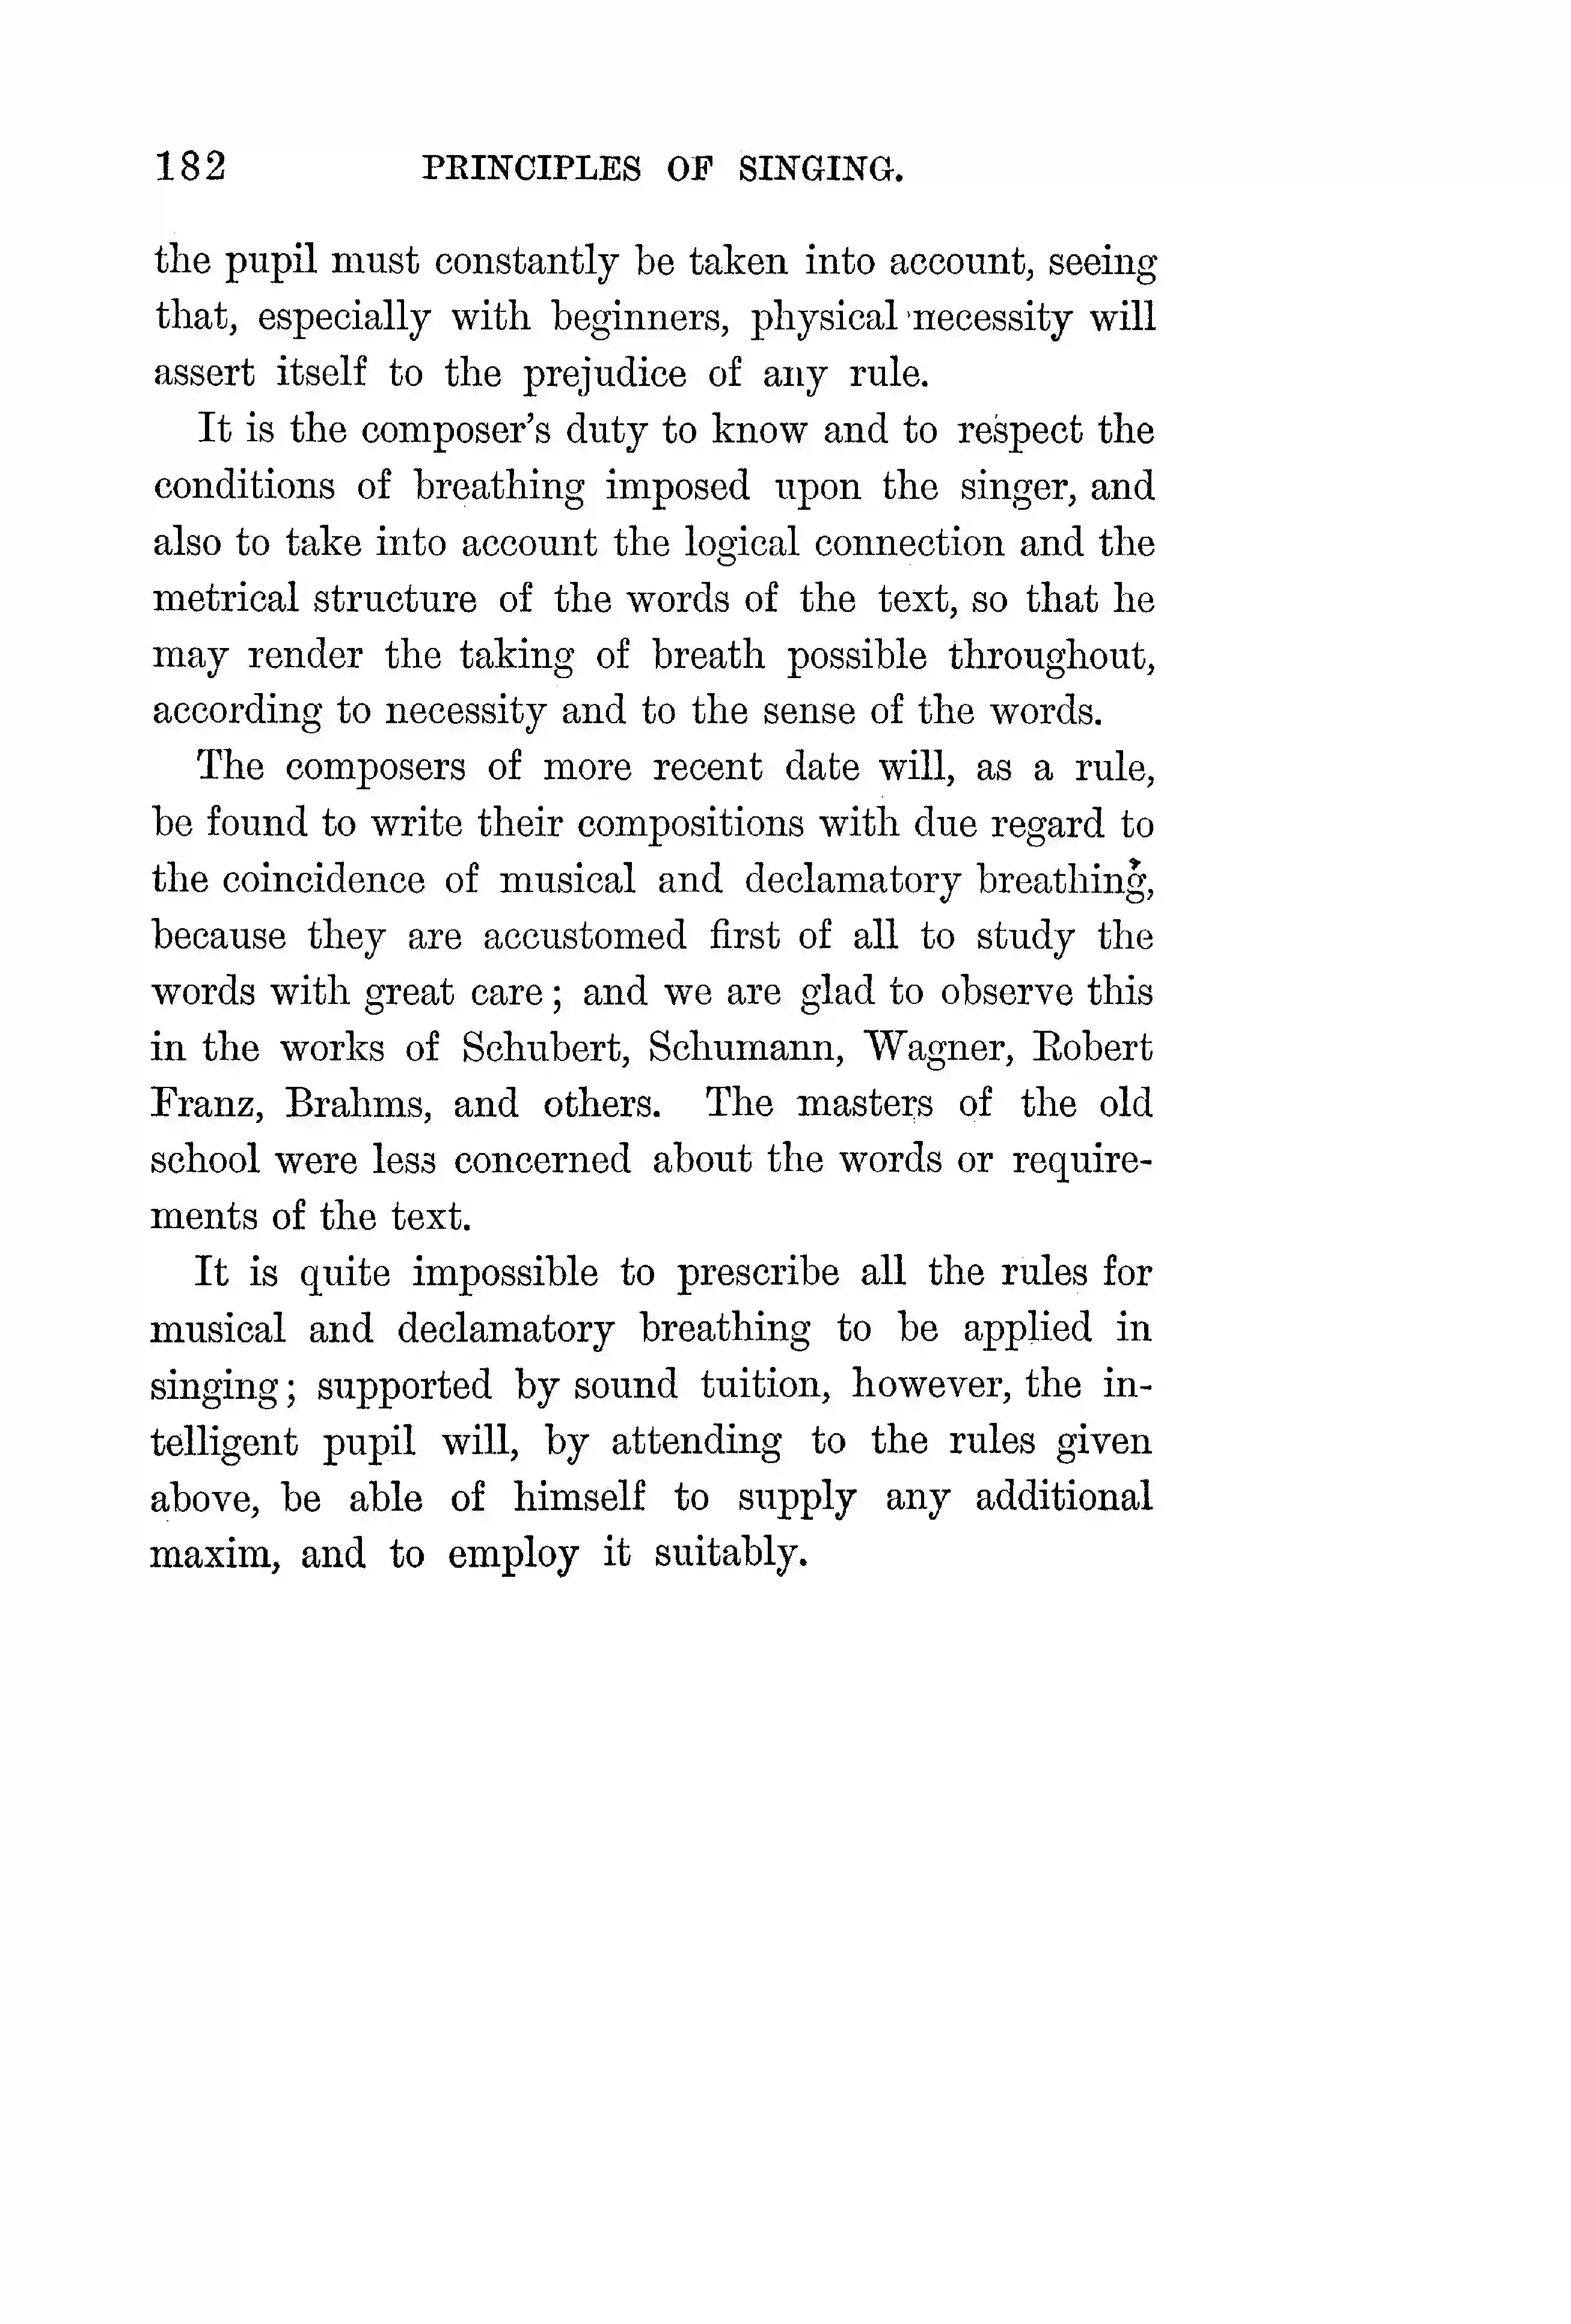 182 PRINCIPLES OF SINGING.
the pupil must constantly be taken into account, seeing
that, especially with beginners, physical necessity will
assert itself to the prejudice of any rule.
It is the composer's duty to know and to respect the
conditions of breathing imposed upon the singer, and
also to take into account the logical connection and the
metrical structure of the words of the text, so that he
may render the taking of breath possible throughout,
according to necessity and to the sense of the words.
The composers of more recent date will, as a rule,
be found to write their compositions with due regard to
the coincidence of musical and declamatory breathing,
because they are accustomed first of all to study the
words with great care; and we are glad to observe this
in the works of Schubert, Schumann, Wagner, Robert
Franz, Brahms, and others. The masters of the old
school were less concerned about the words or require-
ments of the text.
It is quite impossible to prescribe all the rules for
musical and declamatory breathing to be applied in
singing; supported by sound tuition, however, the in-
telligent pupil will, by attending to the rules given
above, be able of himself to supply any additional
maxim, and to employ it suitably.